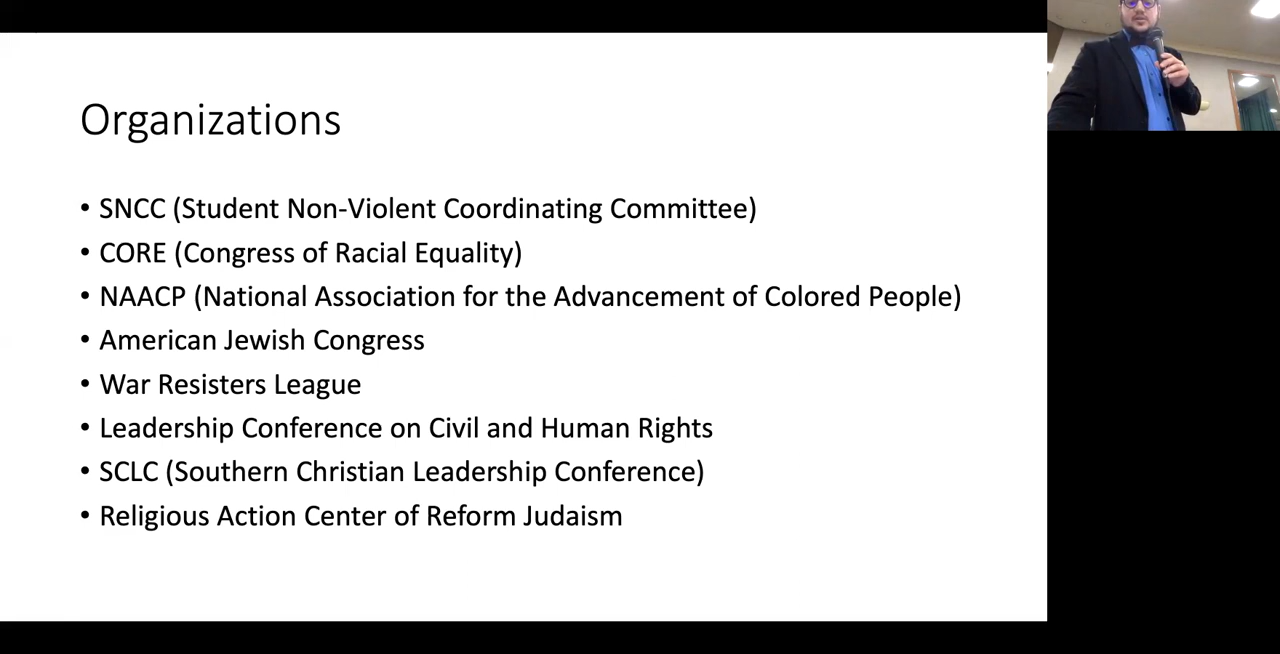 Organizations
• SNCC (Student Non-Violent Coordinating Committee)
• CORE (Congress of Racial Equality)
• NAACP (National Association for the Advancement of Colored People)
• American Jewish Congress
• War Resisters League
• Leadership Conference on Civil and Human Rights
• SCLC (Southern Christian Leadership Conference)
• Religious Action Center of Reform Judaism